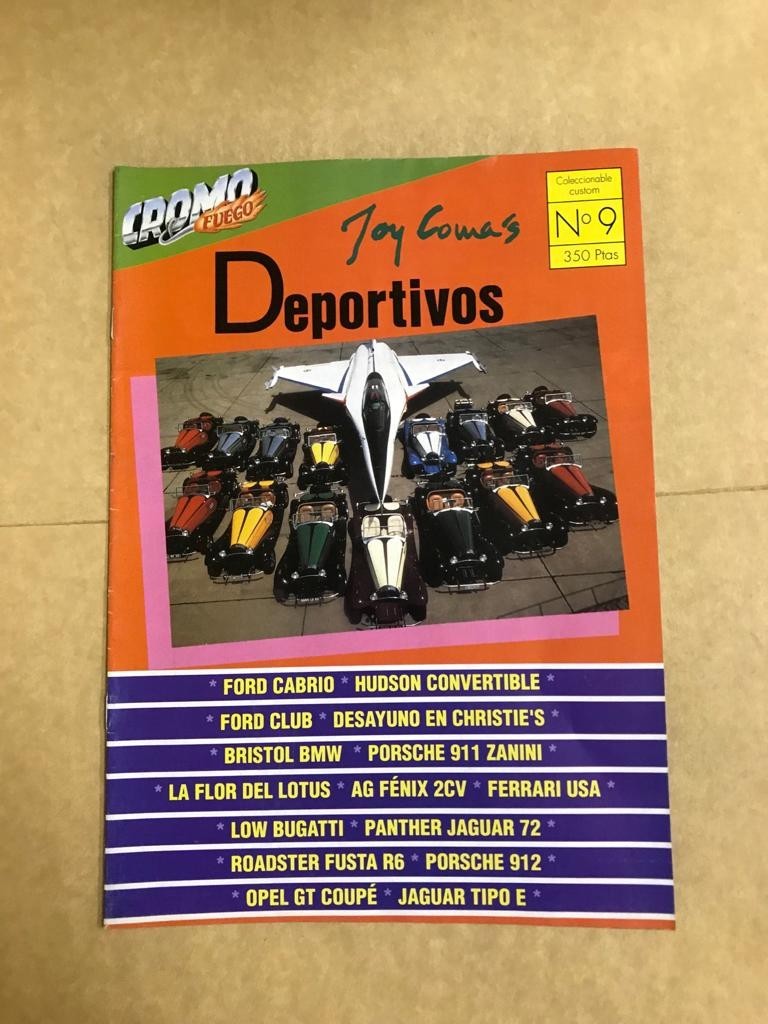 CROMO
FUEGO
Coleccionable
custom
Nº 9
350 Ptas
Joy Coma's
Deportivos
* FORD CABRIO * HUDSON CONVERTIBLE *
* FORD CLUB * DESAYUNO EN CHRISTIE'S *
* BRISTOL BMW * PORSCHE 911 ZANINI *
* LA FLOR DEL LOTUS * AG FÉNIX 2CV * FERRARI USA *
* LOW BUGATTI * PANTHER JAGUAR 72 *
* ROADSTER FUSTA R6 * PORSCHE 912 *
* OPEL GT COUPÉ * JAGUAR TIPO E *